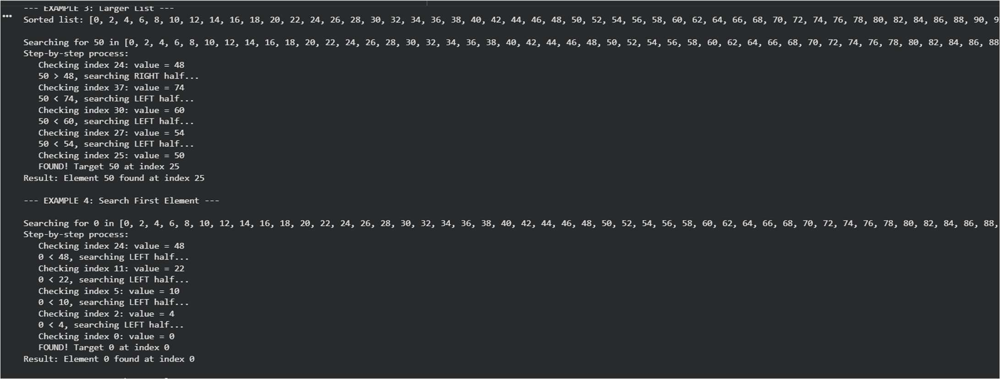 --- EXAMPLE 3: Larger List ---
Sorted list: [0, 2, 4, 6, 8, 10, 12, 14, 16, 18, 20, 22, 24, 26, 28, 30, 32, 34, 36, 38, 40, 42, 44, 46, 48, 50, 52, 54, 56, 58, 60, 62, 64, 66, 68, 70, 72, 74, 76, 78, 80, 82, 84, 86, 88, 90, 9
Searching for 50 in [0, 2, 4, 6, 8, 10, 12, 14, 16, 18, 20, 22, 24, 26, 28, 30, 32, 34, 36, 38, 40, 42, 44, 46, 48, 50, 52, 54, 56, 58, 60, 62, 64, 66, 68, 70, 72, 74, 76, 78, 80, 82, 84, 86, 88
Step-by-step process:
Checking index 24: value = 48
50 > 48, searching RIGHT half...
Checking index 37: value = 74
50 < 74, searching LEFT half...
Checking index 30: value = 60
50 < 60, searching LEFT half...
Checking index 27: value = 54
50 < 54, searching LEFT half...
Checking index 25: value = 50
FOUND! Target 50 at index 25
Result: Element 50 found at index 25
--- EXAMPLE 4: Search First Element ---
Searching for 0 in [0, 2, 4, 6, 8, 10, 12, 14, 16, 18, 20, 22, 24, 26, 28, 30, 32, 34, 36, 38, 40, 42, 44, 46, 48, 50, 52, 54, 56, 58, 60, 62, 64, 66, 68, 70, 72, 74, 76, 78, 80, 82, 84, 86, 88,
Step-by-step process:
Checking index 24: value = 48
0 < 48, searching LEFT half...
Checking index 11: value = 22
0 < 22, searching LEFT half...
Checking index 5: value = 10
0 < 10, searching LEFT half...
Checking index 2: value = 4
0 < 4, searching LEFT half...
Checking index 0: value = 0
FOUND! Target 0 at index 0
Result: Element 0 found at index 0